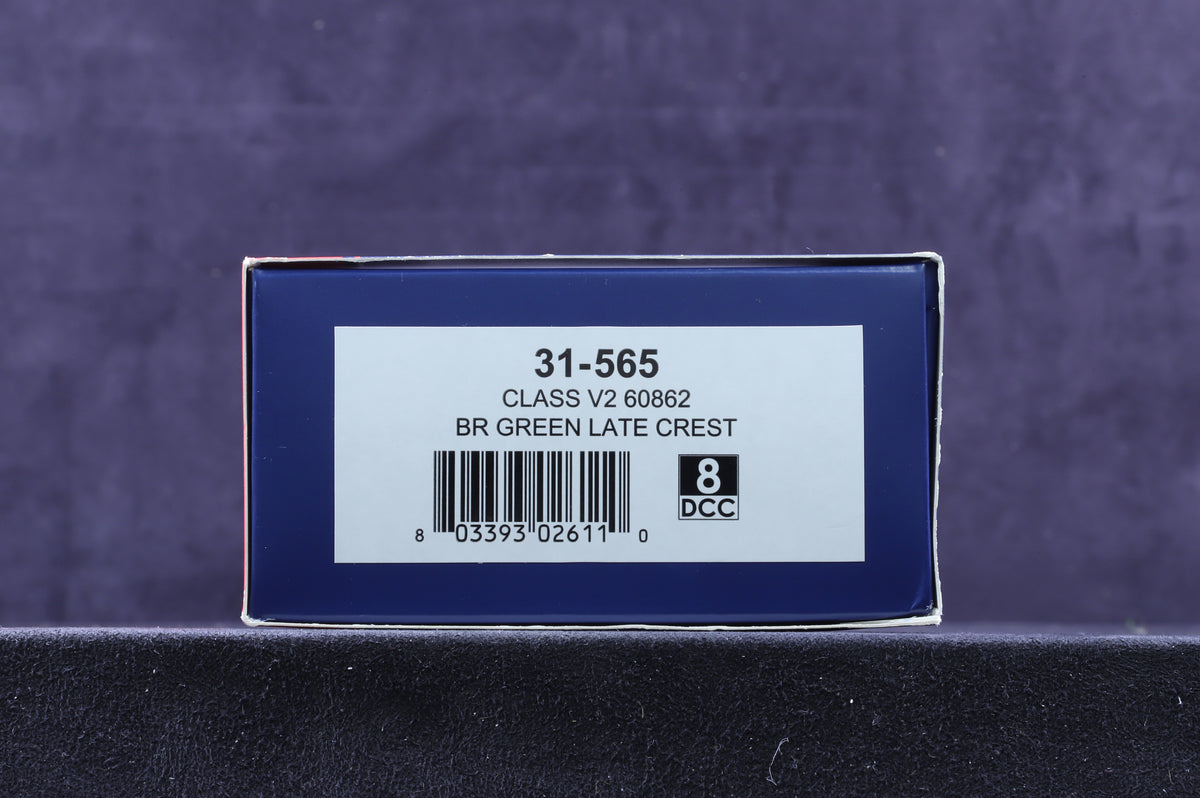 31-565
CLASS V2 60862
BR GREEN LATE CREST
8 03393 02611 0
8
DCC